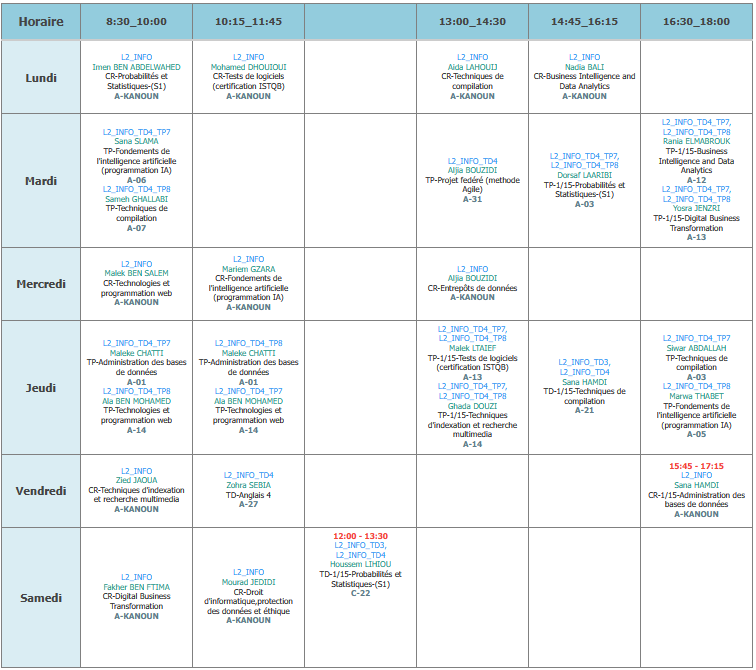 Horaire
8:30_10:00
10:15_11:45
13:00_14:30
14:45_16:15
16:30_18:00
Lundi
L2_INFO
Imen BEN ABDELWAHED
CR-Probabilités et
Statistiques-(S1)
A-KANOUN
L2_INFO
Mohamed DHOUIOUI
CR-Tests de logiciels
(certification ISTQB)
A-KANOUN
L2_INFO
Aida LAHOUIJ
CR-Techniques de
compilation
A-KANOUN
L2_INFO
Nadia BALI
CR-Business Intelligence and
Data Analytics
A-KANOUN
Mardi
L2_INFO_TD4_TP7
Sana SLAMA
TP-Fondements de
l'intelligence artificielle
(programmation IA)
A-06
L2_INFO_TD4_TP8
Sameh GHALLABI
TP-Techniques de
compilation
A-07
L2_INFO_TD4
Aljia BOUZIDI
TP-Projet fedéré (methode
Agile)
A-31
L2_INFO_TD4_TP7,
L2_INFO_TD4_TP8
Dorsaf LAARIBI
TP-1/15-Probabilités et
Statistiques-(S1)
A-03
L2_INFO_TD4_TP7,
L2_INFO_TD4_TP8
Rania ELMABROUK
TP-1/15-Business
Intelligence and Data
Analytics
A-12
L2_INFO_TD4_TP7,
L2_INFO_TD4_TP8
Yosra JENZRI
TP-1/15-Digital Business
Transformation
A-13
Mercredi
L2_INFO
Malek BEN SALEM
CR-Technologies et
programmation web
A-KANOUN
L2_INFO
Mariem GZARA
CR-Fondements de
l'intelligence artificielle
(programmation IA)
A-KANOUN
L2_INFO
Aljia BOUZIDI
CR-Entrepôts de données
A-KANOUN
Jeudi
L2_INFO_TD4_TP7
Maleke CHATTI
TP-Administration des bases
de données
A-01
L2_INFO_TD4_TP8
Ala BEN MOHAMED
TP-Technologies et
programmation web
A-14
L2_INFO_TD4_TP8
Maleke CHATTI
TP-Administration des bases
de données
A-01
L2_INFO_TD4_TP7
Ala BEN MOHAMED
TP-Technologies et
programmation web
A-14
L2_INFO_TD4_TP7,
L2_INFO_TD4_TP8
Malek LTAIEF
TP-1/15-Tests de logiciels
(certification ISTQB)
A-13
L2_INFO_TD4_TP7,
L2_INFO_TD4_TP8
Ghada DOUZI
TP-1/15-Techniques
d'indexation et recherche
multimedia
A-14
L2_INFO_TD3,
L2_INFO_TD4
Sana HAMDI
TD-1/15-Techniques de
compilation
A-21
L2_INFO_TD4_TP7
Siwar ABDALLAH
TP-Techniques de
compilation
A-03
L2_INFO_TD4_TP8
Marwa THABET
TP-Fondements de
l'intelligence artificielle
(programmation IA)
A-05
Vendredi
L2_INFO
Zied JAOUA
CR-Techniques d'indexation
et recherche multimedia
A-KANOUN
L2_INFO_TD4
Zohra SEBIA
TD-Anglais 4
A-27
15:45 - 17:15
L2_INFO
Sana HAMDI
CR-1/15-Administration des
bases de données
A-KANOUN
Samedi
L2_INFO
Fakher BEN FTIMA
CR-Digital Business
Transformation
A-KANOUN
L2_INFO
Mourad JEDIDI
CR-Droit
d'informatique,protection
des données et éthique
A-KANOUN
12:00 - 13:30
L2_INFO_TD3,
L2_INFO_TD4
Houssem LIHIOU
TD-1/15-Probabilités et
Statistiques-(S1)
C-22